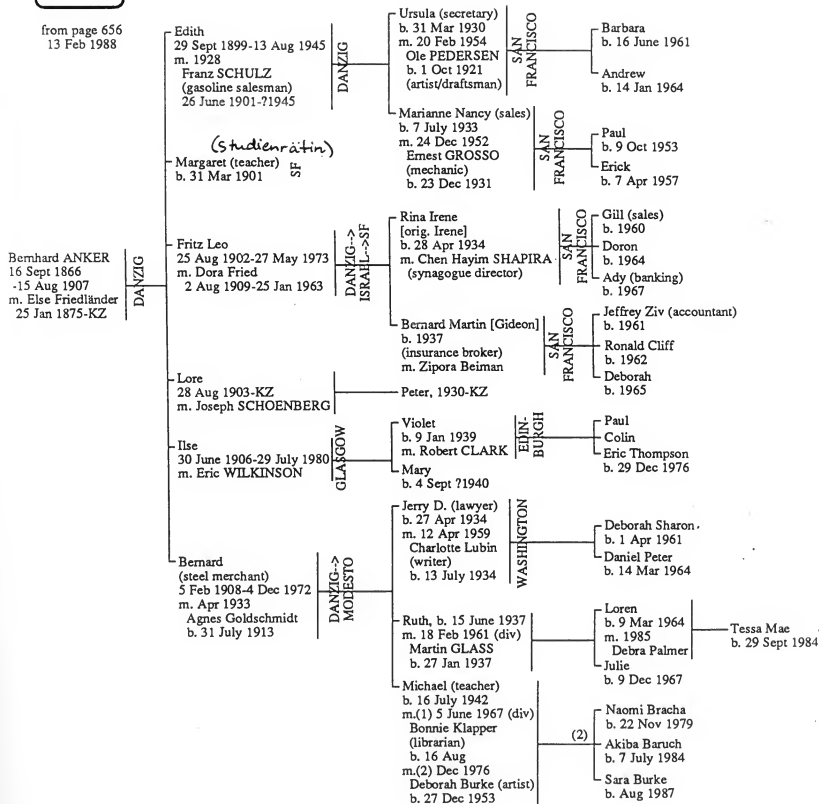 from page 656
13 Feb 1988
Bernhard ANKER
16 Sept 1866
-15 Aug 1907
m. Else Friedländer
25 Jan 1875-KZ
DANZIG
Edith
29 Sept 1899-13 Aug 1945
m. 1928
Franz SCHULZ
(gasoline salesman)
26 June 1901-?1945
DANZIG
Ursula (secretary)
b. 31 Mar 1930
m. 20 Feb 1954
Ole PEDERSEN
b. 1 Oct 1921
(artist/draftsman)
SAN
FRANCISCO
Barbara
b. 16 June 1961
Andrew
b. 14 Jan 1964
Marianne Nancy (sales)
b. 7 July 1933
m. 24 Dec 1952
Ernest GROSSO
(mechanic)
b. 23 Dec 1931
SAN
FRANCISCO
Paul
b. 9 Oct 1953
Erick
b. 7 Apr 1957
(Studienrätin)
Margaret (teacher)
b. 31 Mar 1901
SF
Fritz Leo
25 Aug 1902-27 May 1973
m. Dora Fried
2 Aug 1909-25 Jan 1963
DANZIG-->
ISRAEL-->SF
Rina Irene
[orig. Irene]
b. 28 Apr 1934
m. Chen Hayim SHAPIRA
(synagogue director)
SAN
FRANCISCO
Gill (sales)
b. 1960
Doron
b. 1964
Ady (banking)
b. 1967
Bernard Martin [Gideon]
b. 1937
(insurance broker)
m. Zipora Beiman
SAN
FRANCISCO
Jeffrey Ziv (accountant)
b. 1961
Ronald Cliff
b. 1962
Deborah
b. 1965
Lore
28 Aug 1903-KZ
m. Joseph SCHOENBERG
Peter, 1930-KZ
Ilse
30 June 1906-29 July 1980
m. Eric WILKINSON
GLASGOW
Violet
b. 9 Jan 1939
m. Robert CLARK
EDIN-
BURGH
Paul
Colin
Eric Thompson
b. 29 Dec 1976
Mary
b. 4 Sept ?1940
Bernard
(steel merchant)
5 Feb 1908-4 Dec 1972
m. Apr 1933
Agnes Goldschmidt
b. 31 July 1913
DANZIG-->
MODESTO
Jerry D. (lawyer)
b. 27 Apr 1934
m. 12 Apr 1959
Charlotte Lubin
(writer)
b. 13 July 1934
WASHINGTON
Deborah Sharon
b. 1 Apr 1961
Daniel Peter
b. 14 Mar 1964
Ruth, b. 15 June 1937
m. 18 Feb 1961 (div)
Martin GLASS
b. 27 Jan 1937
Loren
b. 9 Mar 1964
m. 1985
Debra Palmer
Tessa Mae
b. 29 Sept 1984
Julie
b. 9 Dec 1967
Michael (teacher)
b. 16 July 1942
m.(1) 5 June 1967 (div)
Bonnie Klapper
(librarian)
b. 16 Aug
m.(2) Dec 1976
Deborah Burke (artist)
b. 27 Dec 1953
(2)
Naomi Bracha
b. 22 Nov 1979
Akiba Baruch
b. 7 July 1984
Sara Burke
b. Aug 1987